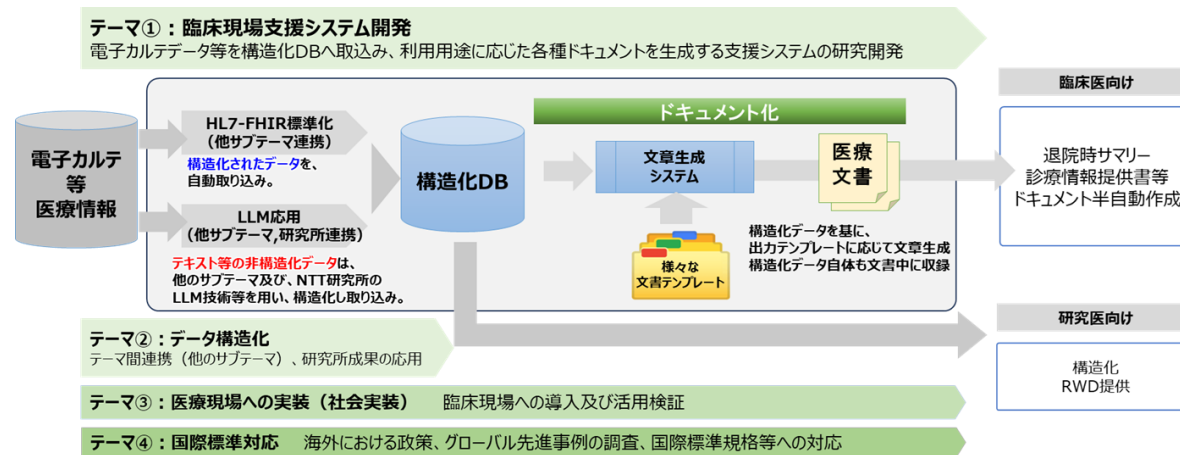 テーマ①：臨床現場支援システム開発
電子カルテデータ等を構造化DBへ取込み、利用用途に応じた各種ドキュメントを生成する支援システムの研究開発
電子カルテ
等
医療情報
HL7-FHIR標準化
（他サブテーマ連携）
構造化されたデータを、
自動取り込み。
LLM応用
（他サブテーマ,研究所連携）
テキスト等の非構造化データは、
他のサブテーマ及び、NTT研究所の
LLM技術等を用い、構造化し取り込み。
構造化DB
ドキュメント化
文章生成
システム
医療
文書
様々な
文書テンプレート
構造化データを基に、
出力テンプレートに応じて文章生成
構造化データ自体も文書中に収録
臨床医向け
退院時サマリー
診療情報提供書等
ドキュメント半自動作成
研究医向け
構造化
RWD提供
テーマ②：データ構造化
テーマ間連携（他のサブテーマ）、研究所成果の応用
テーマ③：医療現場への実装（社会実装）　臨床現場への導入及び活用検証
テーマ④：国際標準対応　海外における政策、グローバル先進事例の調査、国際標準規格等への対応